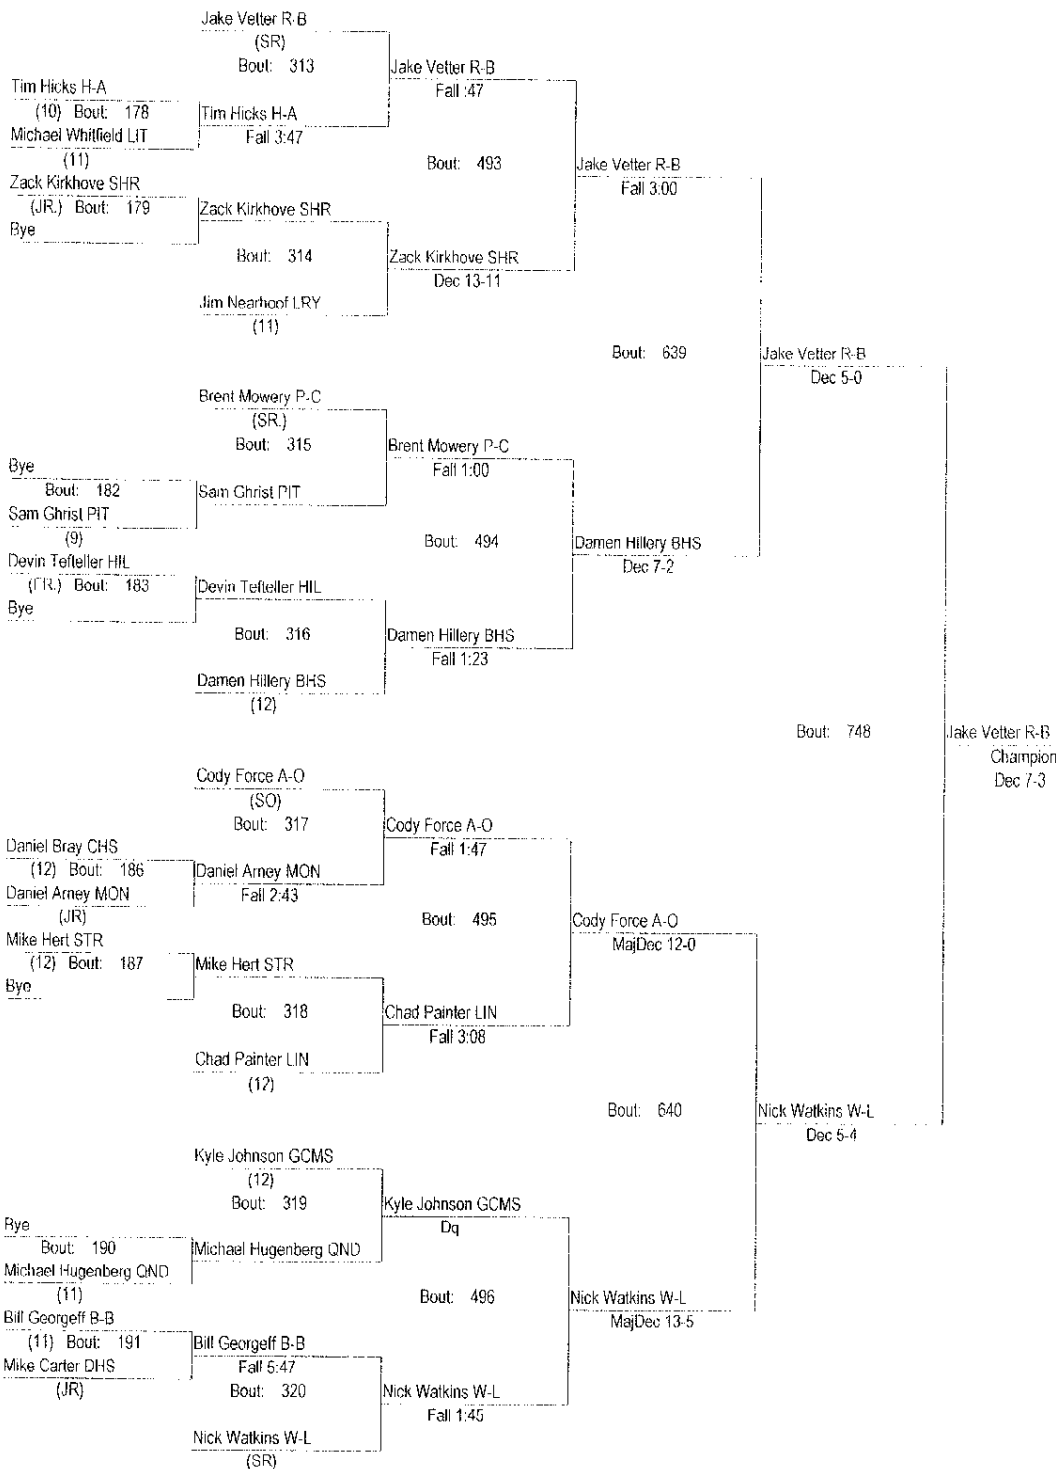 Jake Vetter R-B
(SR)
Bout: 313
Jake Vetter R-B
Fall :47
Tim Hicks H-A
(10) Bout: 178
Tim Hicks H-A
Fall 3:47
Michael Whitfield LIT
(11)
Bout: 493
Jake Vetter R-B
Fall 3:00
Zack Kirkhove SHR
(JR.) Bout: 179
Zack Kirkhove SHR
Bye
Bout: 314
Zack Kirkhove SHR
Dec 13-11
Jim Nearhoof LRY
(11)
Bout: 639
Jake Vetter R-B
Dec 5-0
Brent Mowery P-C
(SR.)
Bout: 315
Brent Mowery P-C
Fall 1:00
Bye
Bout: 182
Sam Ghrist PIT
Sam Ghrist PIT
(9)
Bout: 494
Damen Hillery BHS
Dec 7-2
Devin Tefteller HIL
(FR.) Bout: 183
Devin Tefteller HIL
Bye
Bout: 316
Damen Hillery BHS
Fall 1:23
Damen Hillery BHS
(12)
Bout: 748
Jake Vetter R-B
Champion
Dec 7-3
Cody Force A-O
(SO)
Bout: 317
Cody Force A-O
Fall 1:47
Daniel Bray CHS
(12) Bout: 186
Daniel Arney MON
Fall 2:43
Daniel Arney MON
(JR)
Bout: 495
Cody Force A-O
MajDec 12-0
Mike Hert STR
(12) Bout: 187
Mike Hert STR
Bye
Bout: 318
Chad Painter LIN
Fall 3:08
Chad Painter LIN
(12)
Bout: 640
Nick Watkins W-L
Dec 5-4
Kyle Johnson GCMS
(12)
Bout: 319
Kyle Johnson GCMS
Dq
Bye
Bout: 190
Michael Hugenberg QND
Michael Hugenberg QND
(11)
Bout: 496
Nick Watkins W-L
MajDec 13-5
Bill Georgeff B-B
(11) Bout: 191
Bill Georgeff B-B
Fall 5:47
Mike Carter DHS
(JR)
Bout: 320
Nick Watkins W-L
Fall 1:45
Nick Watkins W-L
(SR)